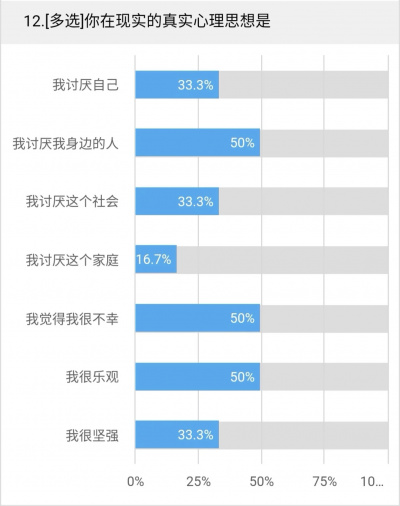 12.[多选]你在现实的真实心理思想是
我讨厌自己
33.3%
我讨厌我身边的人
50%
我讨厌这个社会
33.3%
我讨厌这个家庭
16.7%
我觉得我很不幸
50%
我很乐观
50%
我很坚强
33.3%
0% 25% 50% 75% 10...